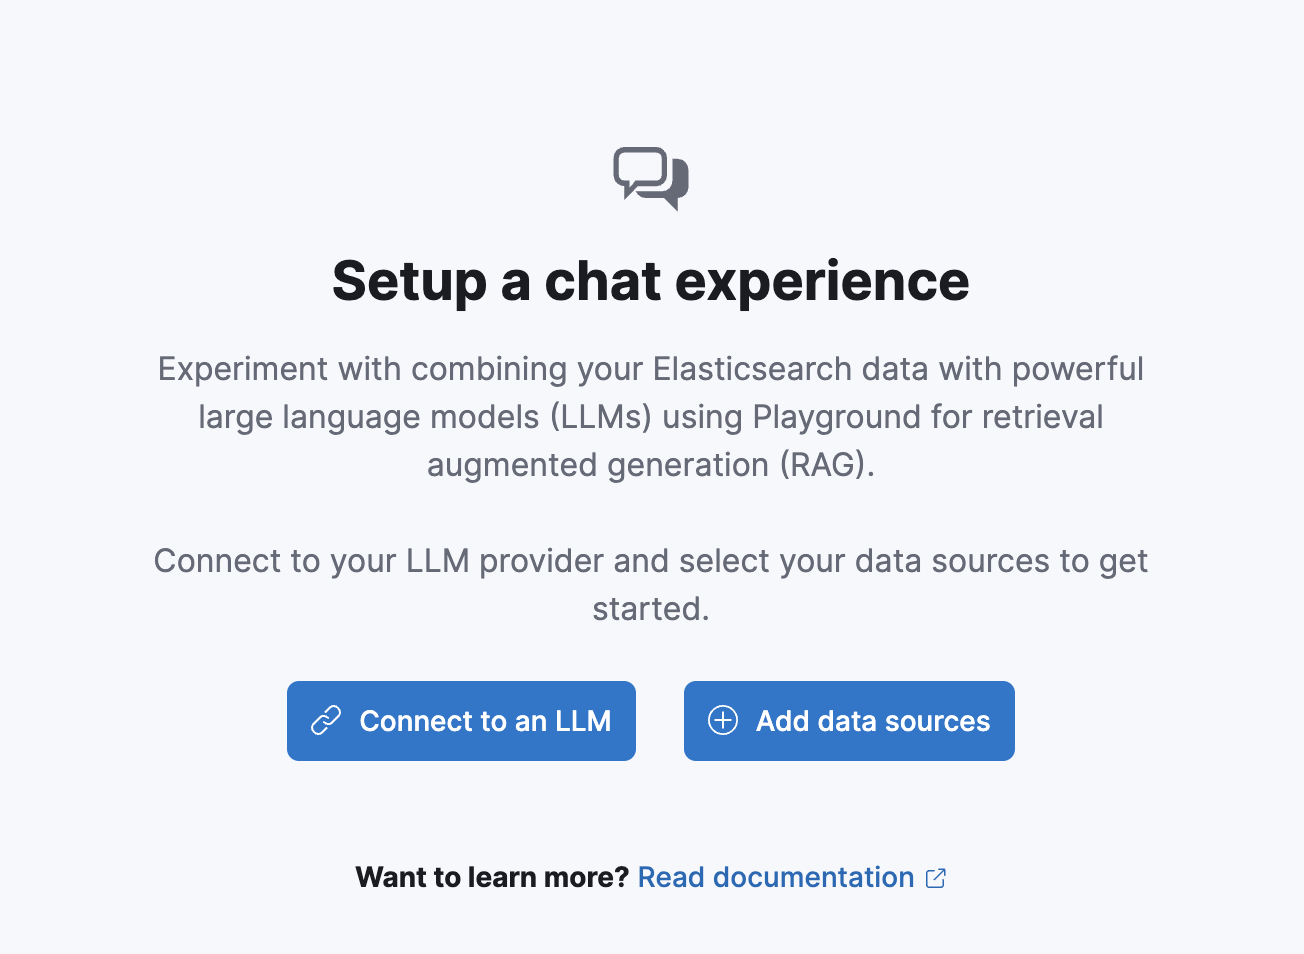 Setup a chat experience
Experiment with combining your Elasticsearch data with powerful
large language models (LLMs) using Playground for retrieval
augmented generation (RAG).
Connect to your LLM provider and select your data sources to get
started.
Connect to an LLM
Add data sources
Want to learn more? Read documentation